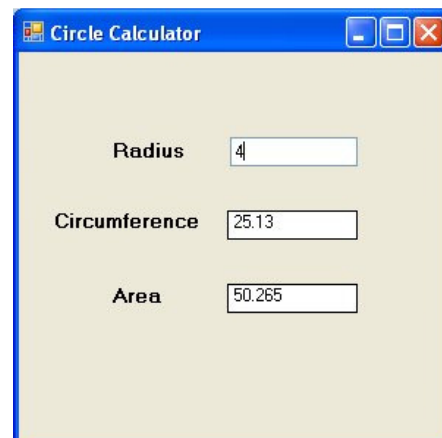 Circle Calculator
Radius 4
Circumference 25.13
Area 50.265